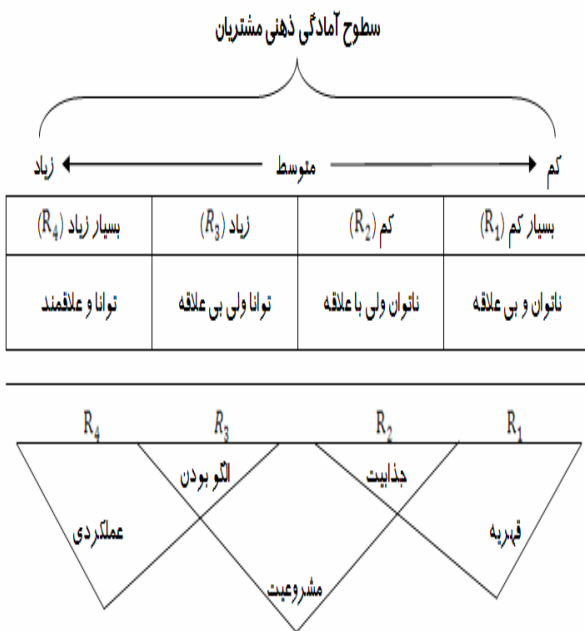 سطوح آمادگی ذهنی مشتریان
کم متوسط زیاد
بسیار کم (R₁) کم (R₂) زیاد (R₃) بسیار زیاد (R₄)
ناتوان و بی علاقه ناتوان ولی با علاقه توانا ولی بی علاقه توانا و علاقمند
R₁ R₂ R₃ R₄
جذابیت الگو بودن
قهریه عملکردی
مشروعیت